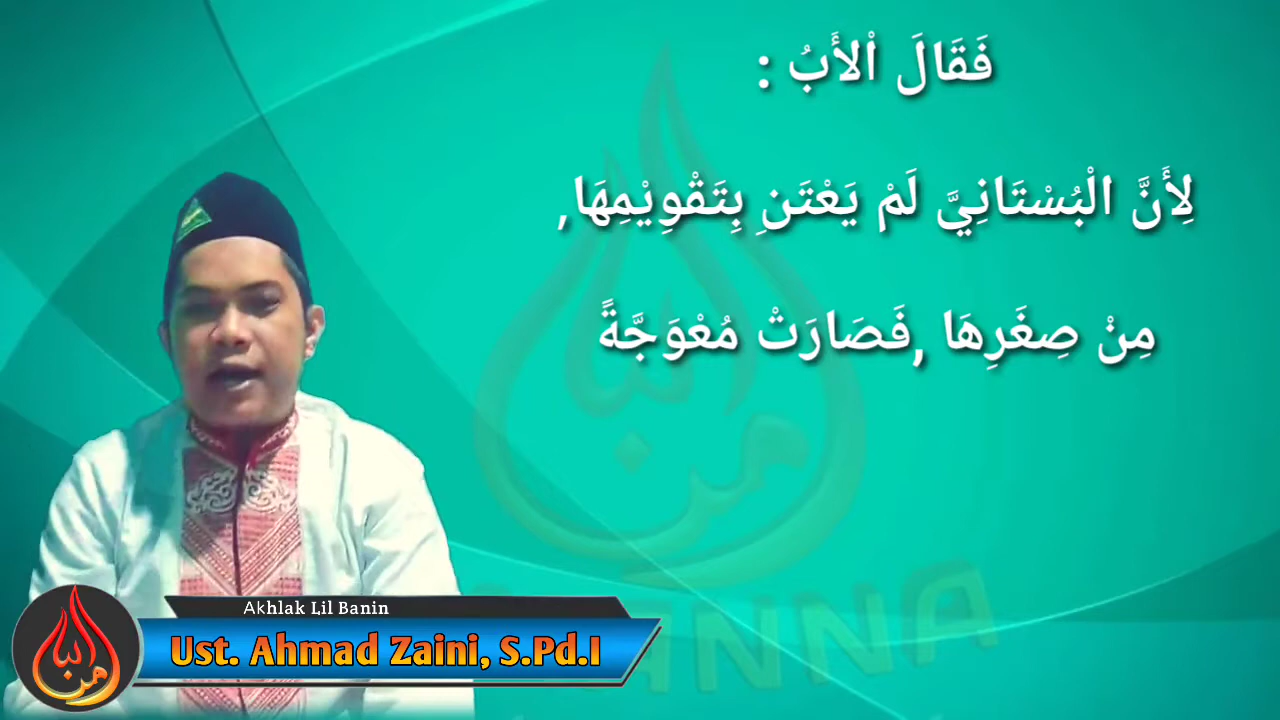 فَقَالَ اْلأَبُ :
لِأَنَّ الْبُسْتَانِيَّ لَمْ يَعْتَنِ بِتَقْوِيْمِهَا,
مِنْ صِغَرِهَا ,فَصَارَتْ مُعْوَجَّةً
Akhlak Lil Banin
Ust. Ahmad Zaini, S.Pd.I